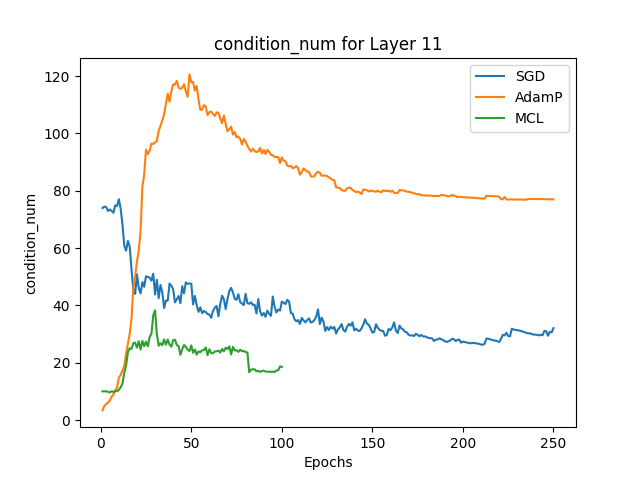 condition_num for Layer 11
SGD
AdamP
MCL
condition_num
120
100
80
60
40
20
0
0 50 100 150 200 250
Epochs